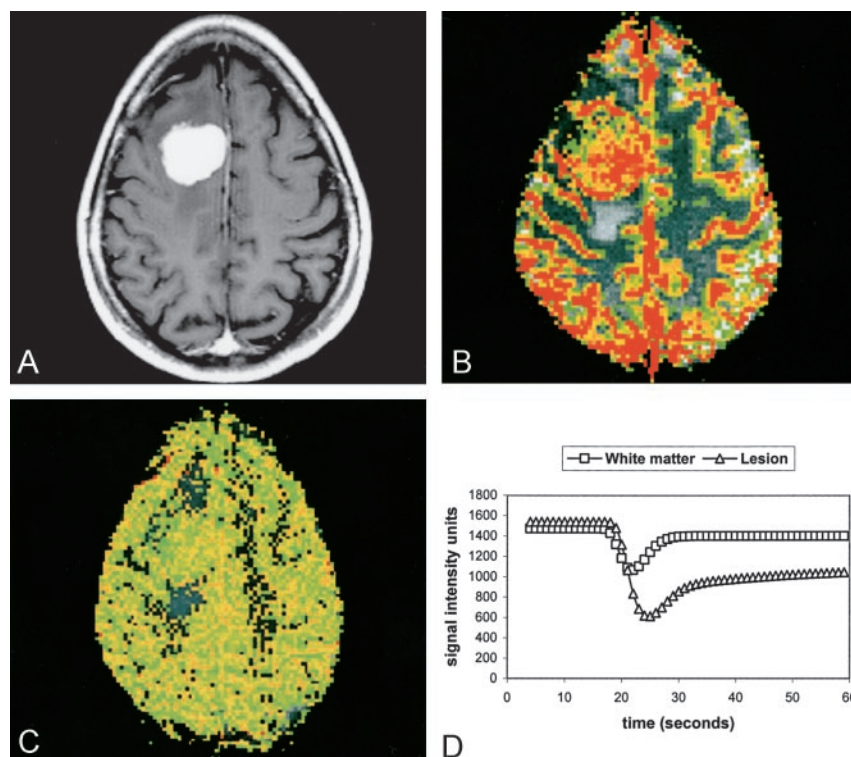 A
B
C
D
White matter Lesion
signal intensity units
1800
1600
1400
1200
1000
800
600
400
200
0
0 10 20 30 40 50 60
time (seconds)